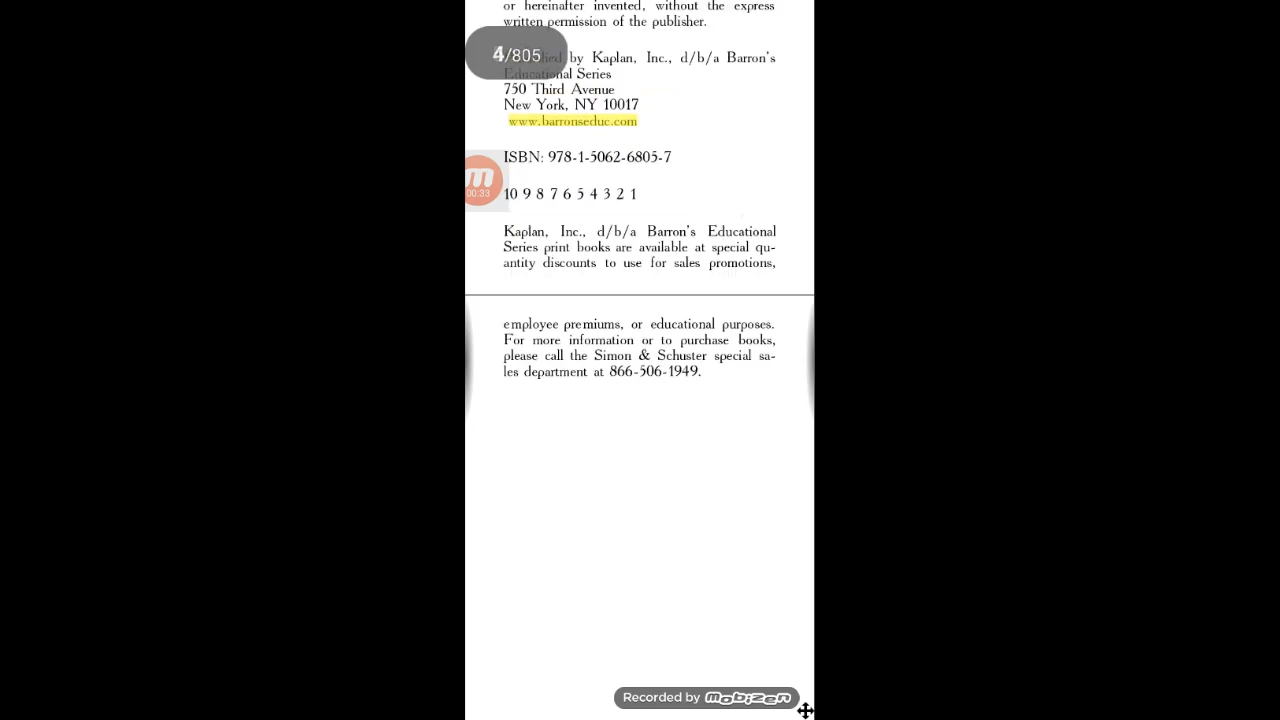 or hereinafter invented, without the express
written permission of the publisher.
4/805
by Kaplan, Inc., d/b/a Barron's
Educational Series
750 Third Avenue
New York, NY 10017
www.barronseduc.com
ISBN: 978-1-5062-6805-7
m
00:33
10 9 8 7 6 5 4 3 2 1
Kaplan, Inc., d/b/a Barron's Educational
Series print books are available at special qu-
antity discounts to use for sales promotions,
employee premiums, or educational purposes.
For more information or to purchase books,
please call the Simon & Schuster special sa-
les department at 866-506-1949.
Recorded by mobizen